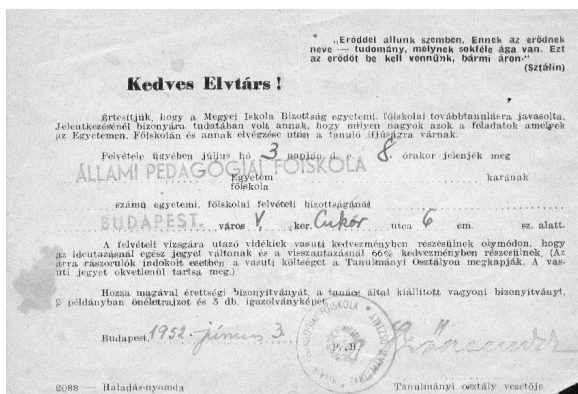 „Erőddel állunk szemben, Ennek az erődnek
neve — tudomány, melynek sokféle ága van. Ezt
az erődöt be kell vennünk, bármi áron·"
(Sztálin)
Kedves Elvtárs !
Értesítjük, hogy a Megyei Iskola Bizottság egyetemi, főiskolai továbbtanulásra javasolta.
Jelentkezésénél bizonyára tudatában volt annak, hogy milyen nagyok azok a feladatok amelyek
az Egyetemen, Főiskolán és annak elvégzése után a tanuló ifjúságra várnak.
Felvétele ügyében július hó 3 napján d. e. 8. órakor jelenjék meg
ÁLLAMI PEDAGÓGIAI FŐISKOLA
Egyetem karának
főiskola
számú egyetemi, főiskolai felvételi bizottságánál
BUDAPEST. város V. ker. Cukor utca 6 em. sz. alatt.
A felvételi vizsgára utazó vidékiek vasuti kedvezményben részesülnek olymódon, hogy
az ideutazásnál egész jegyet váltanak és a visszautazásnál 66% kedvezményben részesülnek. (Az
arra rászorulók indokolt esetben a vasuti költséget a Tanulmányi Osztályon megkapják. A vas-
uti jegyet okvetlenül tartsa meg.)
Hozza magával érettségi bizonyítványát, a tanács által kiállított vagyoni bizonyítványt,
2 példányban önéletrajzot és 3 db. igazolványképet.
Budapest, 1952. június 3.
P. H.
PEDAGÓGIAI FŐISKOLA
Tanulmányi osztály vezetője.
2088 — Haladás-nyomda